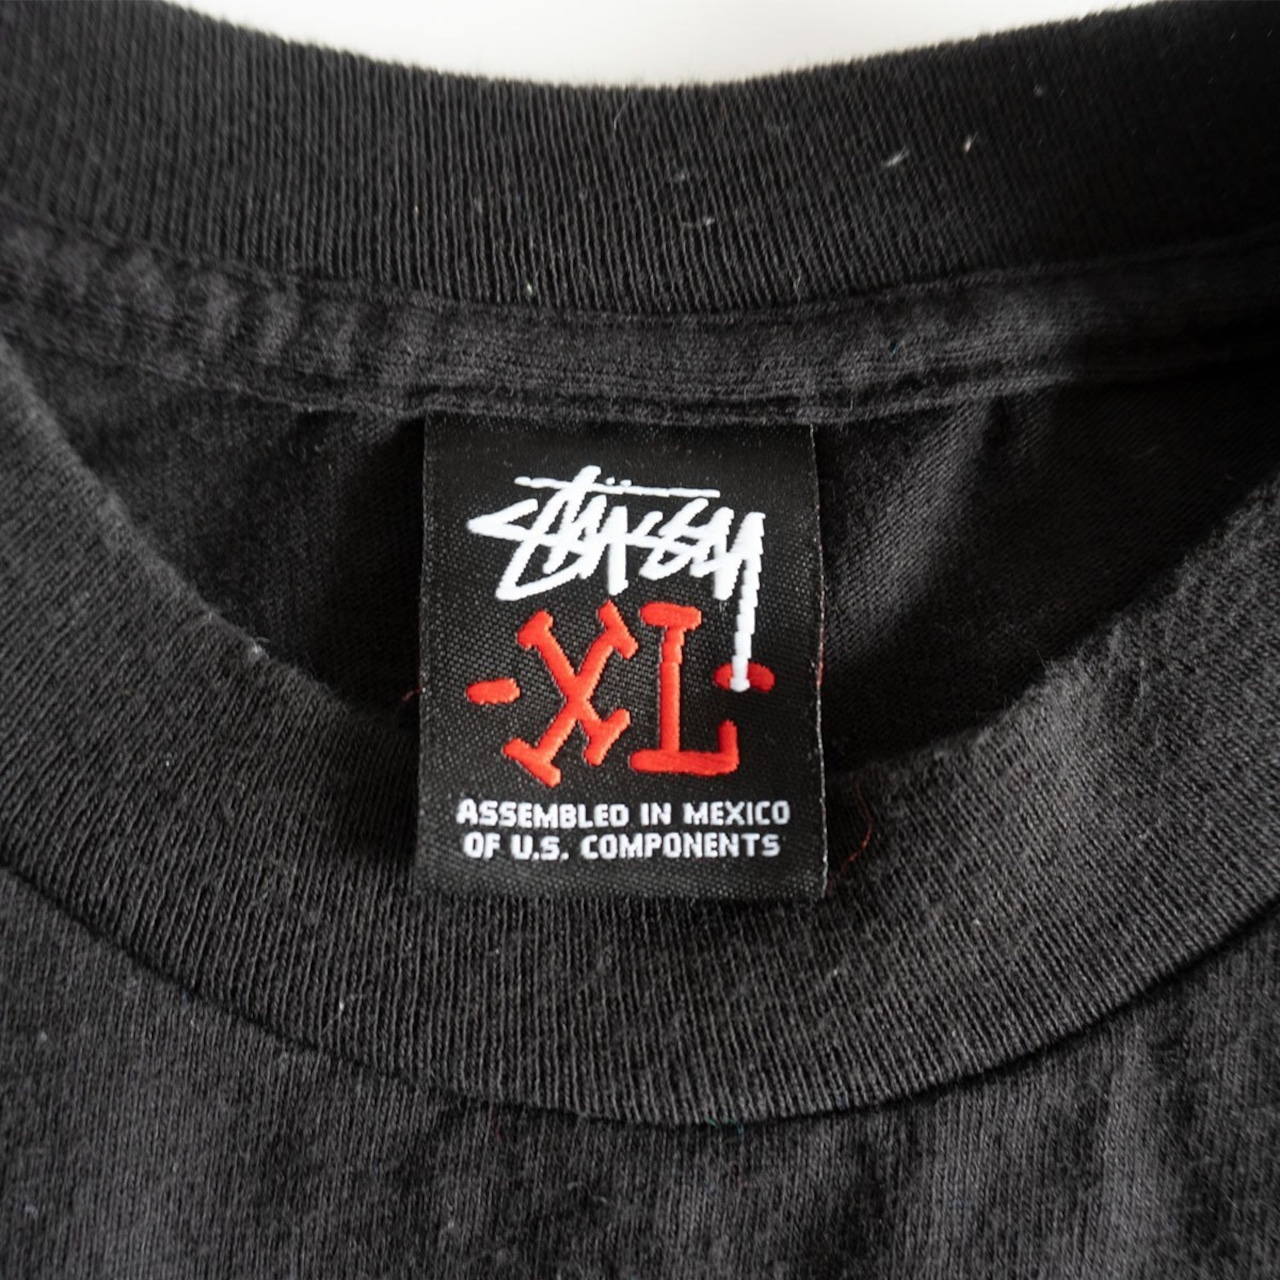 Stüssy
-XL-
ASSEMBLED IN MEXICO
OF U.S. COMPONENTS